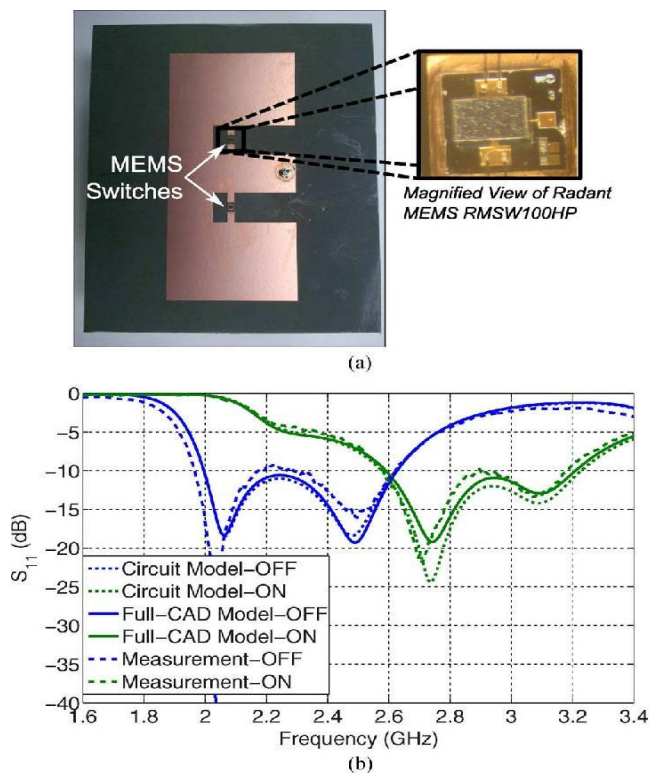 MEMS
Switches
Magnified View of Radant
MEMS RMSW100HP
(a)
0
−5
−10
−15
−20
−25
−30
−35
−40
S11 (dB)
Circuit Model−OFF
Circuit Model−ON
Full−CAD Model−OFF
Full−CAD Model−ON
Measurement−OFF
Measurement−ON
1.6 1.8 2 2.2 2.4 2.6 2.8 3 3.2 3.4
Frequency (GHz)
(b)